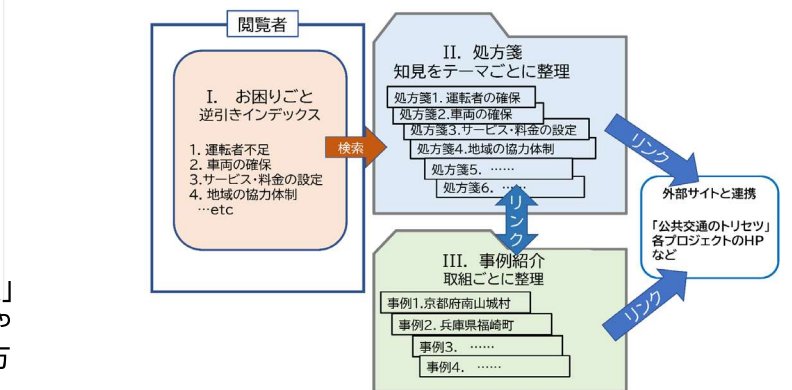 閲覧者
I. お困りごと
逆引きインデックス
1. 運転者不足
2. 車両の確保
3.サービス・料金の設定
4. 地域の協力体制
…etc
検索
II. 処方箋
知見をテーマごとに整理
処方箋1. 運転者の確保
処方箋2.車両の確保
処方箋3.サービス・料金の設定
処方箋4.地域の協力体制
処方箋5. ……
処方箋6. ……
リンク
III. 事例紹介
取組ごとに整理
事例1.京都府南山城村
事例2. 兵庫県福崎町
事例3. ……
事例4. ……
リンク
外部サイトと連携
「公共交通のトリセツ」
各プロジェクトのHP
など
リンク
」
や